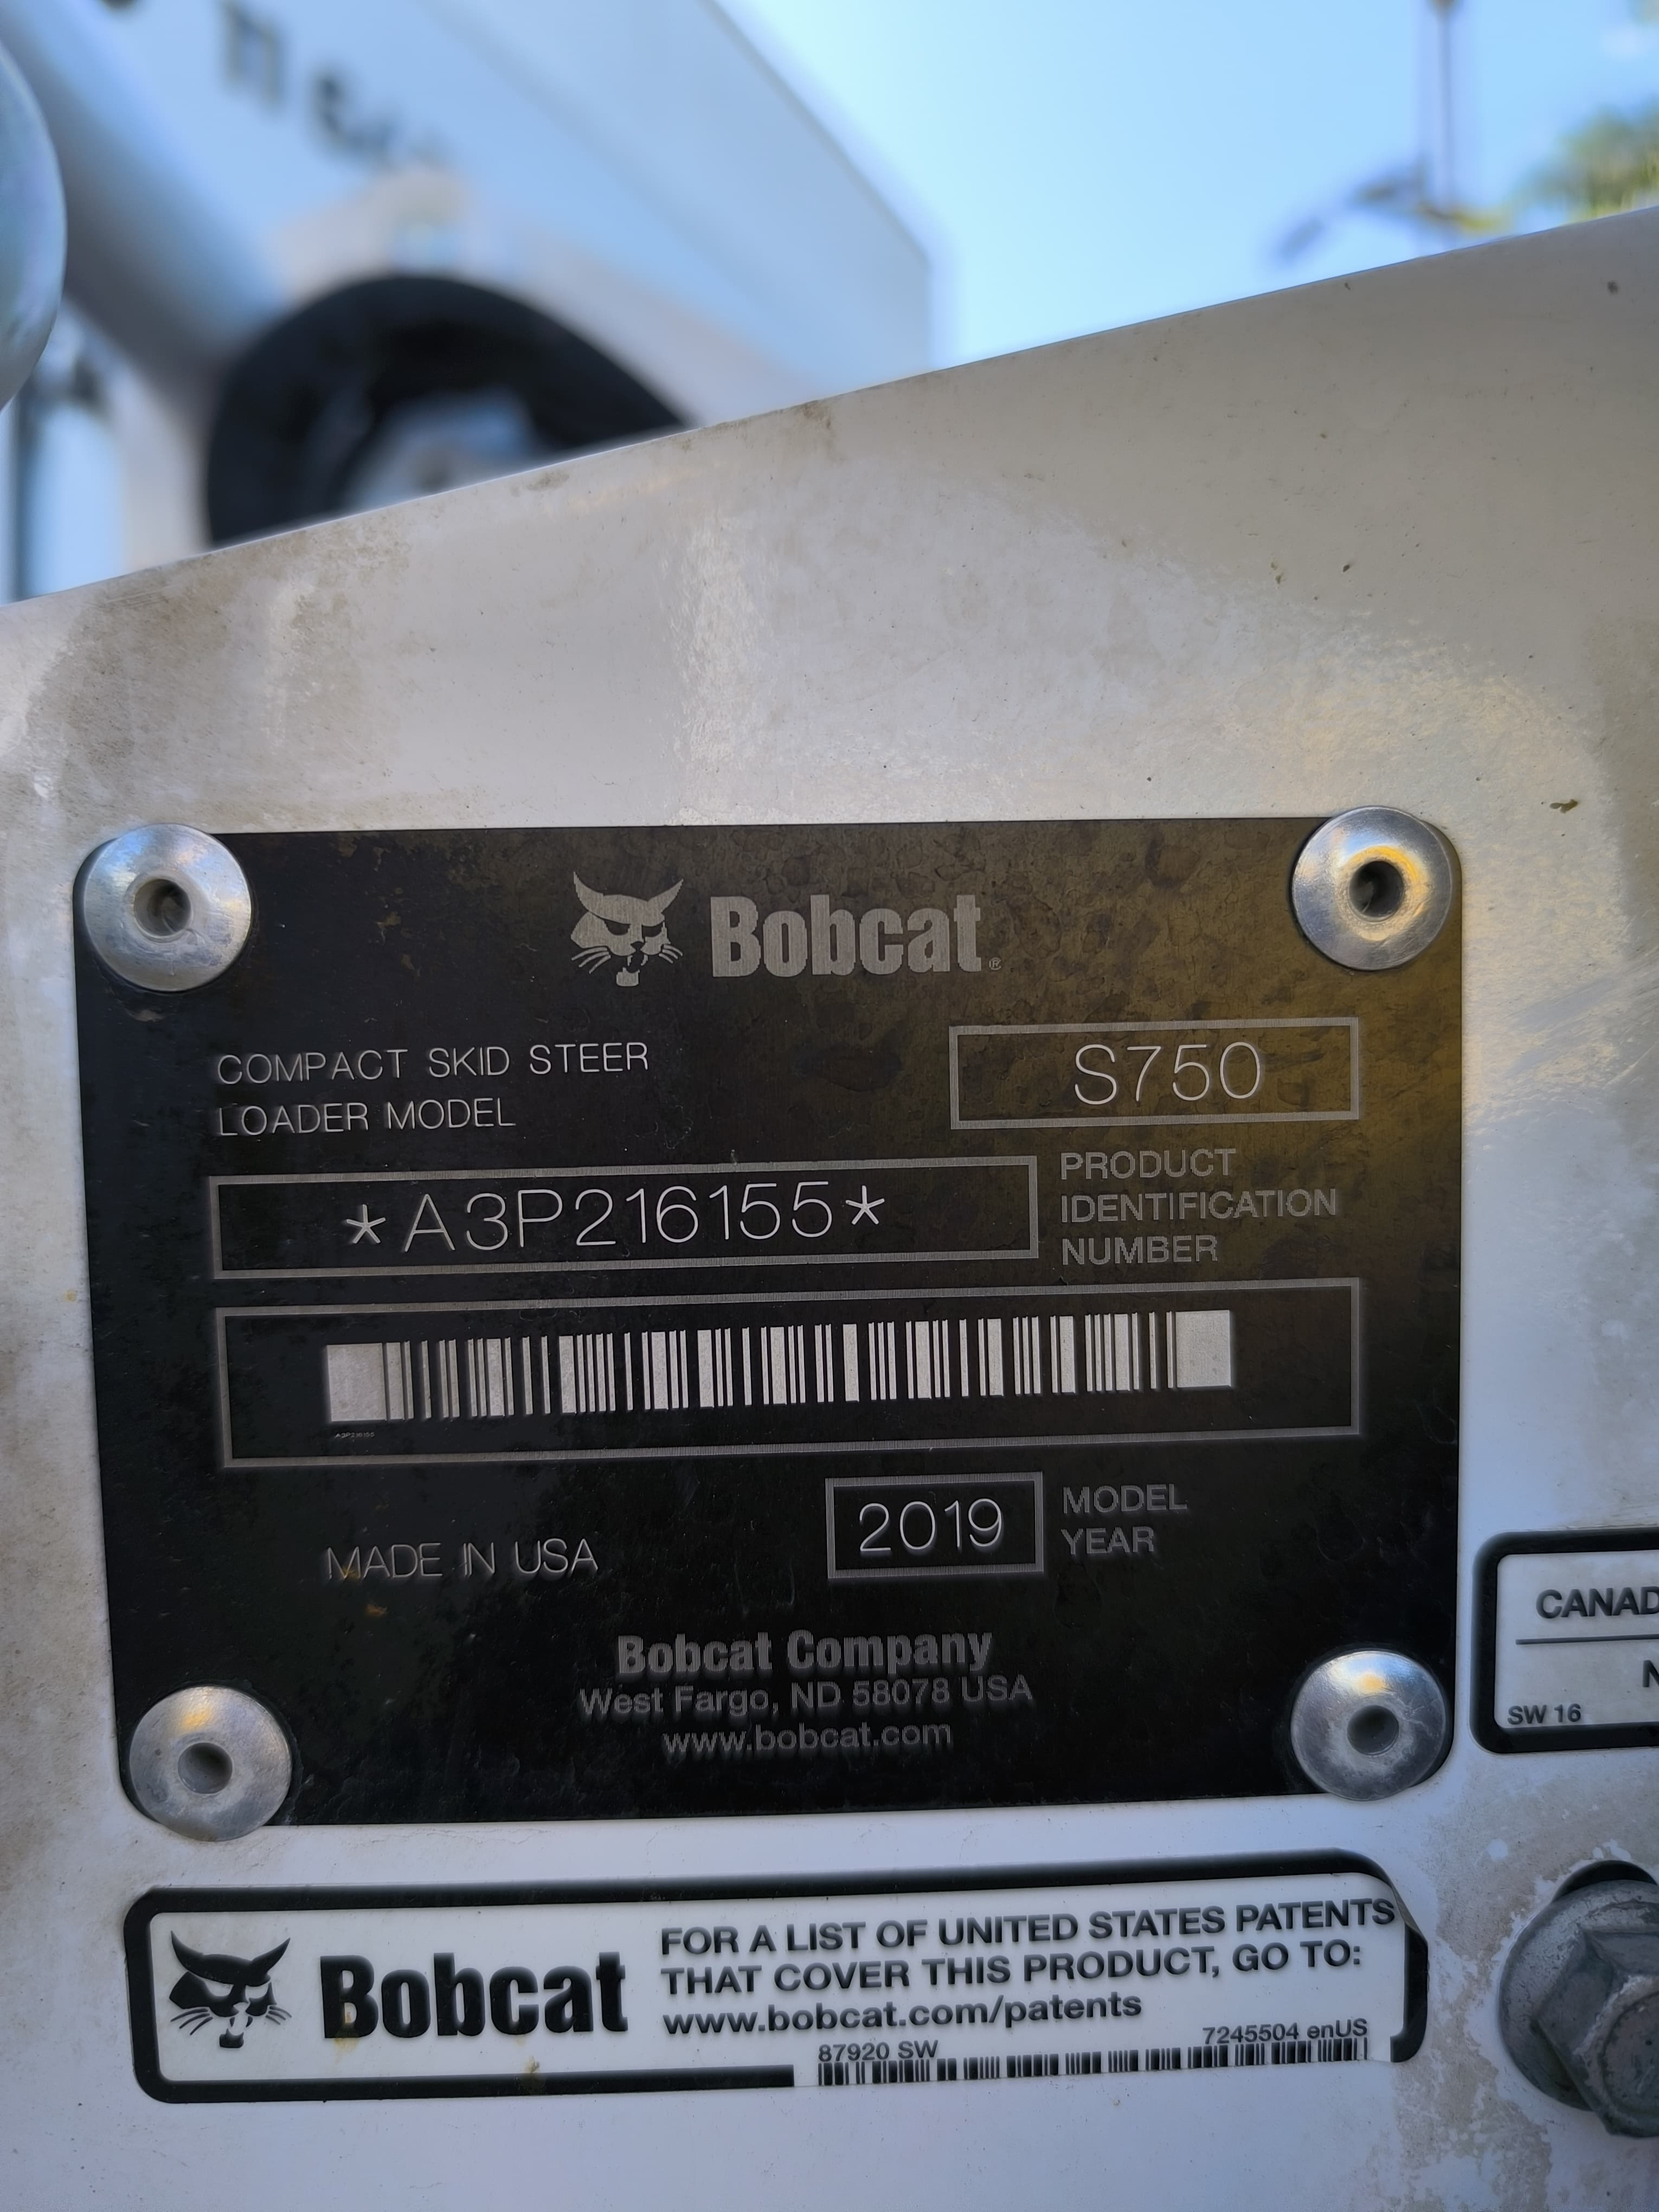 Bobcat®
COMPACT SKID STEER
LOADER MODEL
S750
*A3P216155*
PRODUCT
IDENTIFICATION
NUMBER
A3P216155
2019
MODEL
YEAR
MADE IN USA
Bobcat Company
West Fargo, ND 58078 USA
www.bobcat.com
CANAD
N
SW 16
Bobcat
FOR A LIST OF UNITED STATES PATENTS
THAT COVER THIS PRODUCT, GO TO:
www.bobcat.com/patents
87920 SW
7245504 enUS